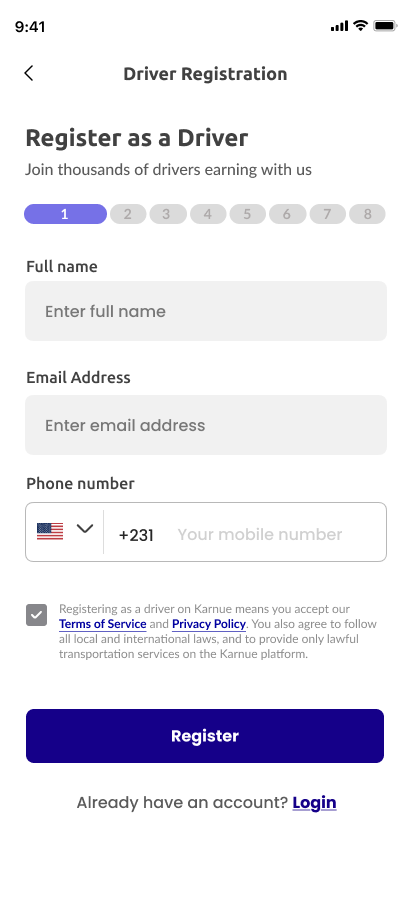 9:41
Driver Registration
Register as a Driver
Join thousands of drivers earning with us
1 2 3 4 5 6 7 8
Full name
Enter full name
Email Address
Enter email address
Phone number
+231 Your mobile number
Registering as a driver on Karnue means you accept our
Terms of Service and Privacy Policy. You also agree to follow
all local and international laws, and to provide only lawful
transportation services on the Karnue platform.
Register
Already have an account? Login